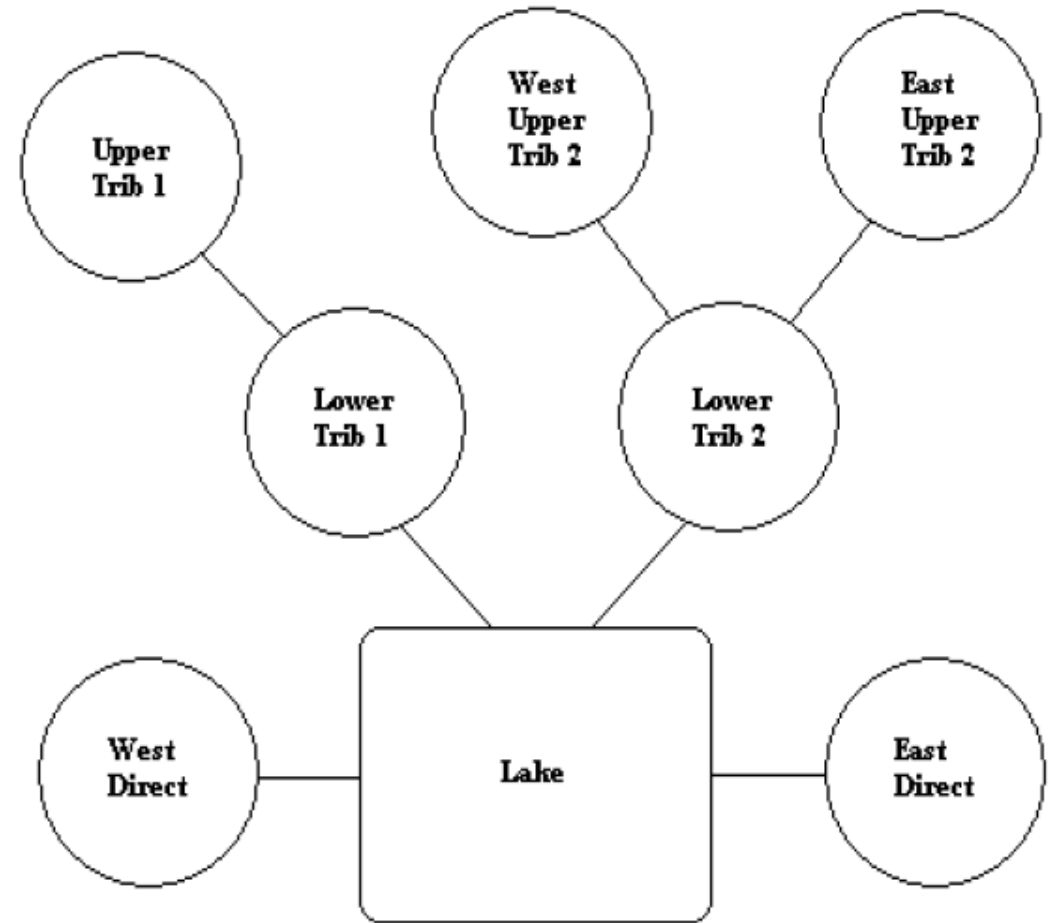 Upper
Trib 1
West
Upper
Trib 2
East
Upper
Trib 2
Lower
Trib 1
Lower
Trib 2
West
Direct
Lake
East
Direct